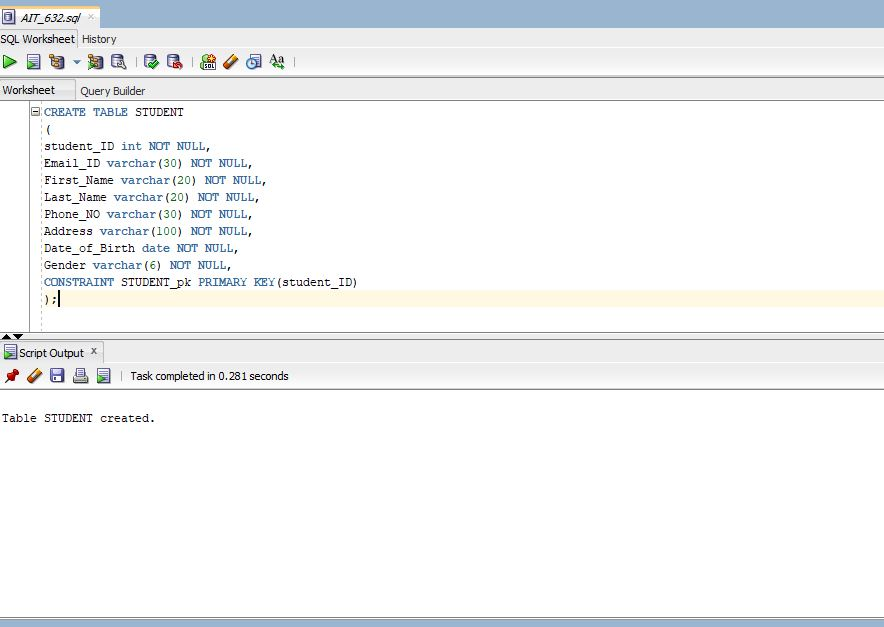 AIT_632.sql
SQL Worksheet History
Worksheet Query Builder
CREATE TABLE STUDENT
(
student_ID int NOT NULL,
Email_ID varchar(30) NOT NULL,
First_Name varchar(20) NOT NULL,
Last_Name varchar(20) NOT NULL,
Phone_NO varchar(30) NOT NULL,
Address varchar(100) NOT NULL,
Date_of_Birth date NOT NULL,
Gender varchar(6) NOT NULL,
CONSTRAINT STUDENT_pk PRIMARY KEY(student_ID)
);
Script Output
Task completed in 0.281 seconds
Table STUDENT created.